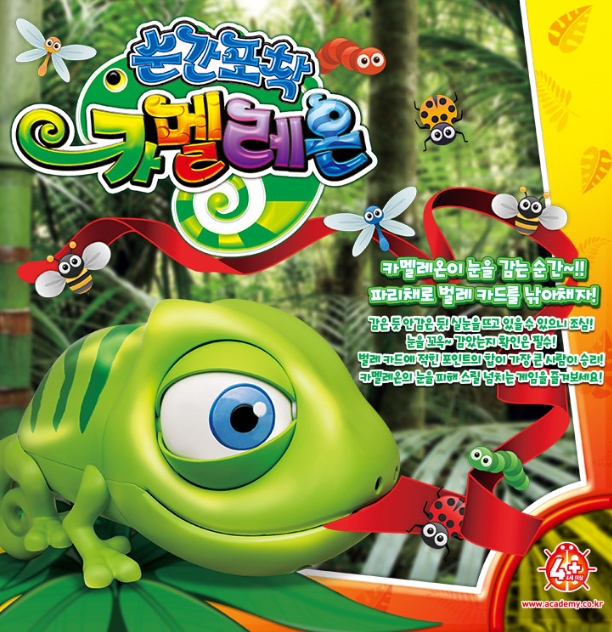 순간포착
카멜레온
카멜레온이 눈을 감는 순간~!!
파리채로 벌레 카드를 낚아채자!
감은 듯 안감은 듯! 실눈을 뜨고 있을 수 있으니 조심!
눈을 꼬옥~ 감았는지 확인은 필수!
벌레 카드에 적힌 포인트의 합이 가장 큰 사람이 승리!
카멜레온의 눈을 피해 스릴 넘치는 게임을 즐겨보세요!
4+
4세 이상
www.academy.co.kr